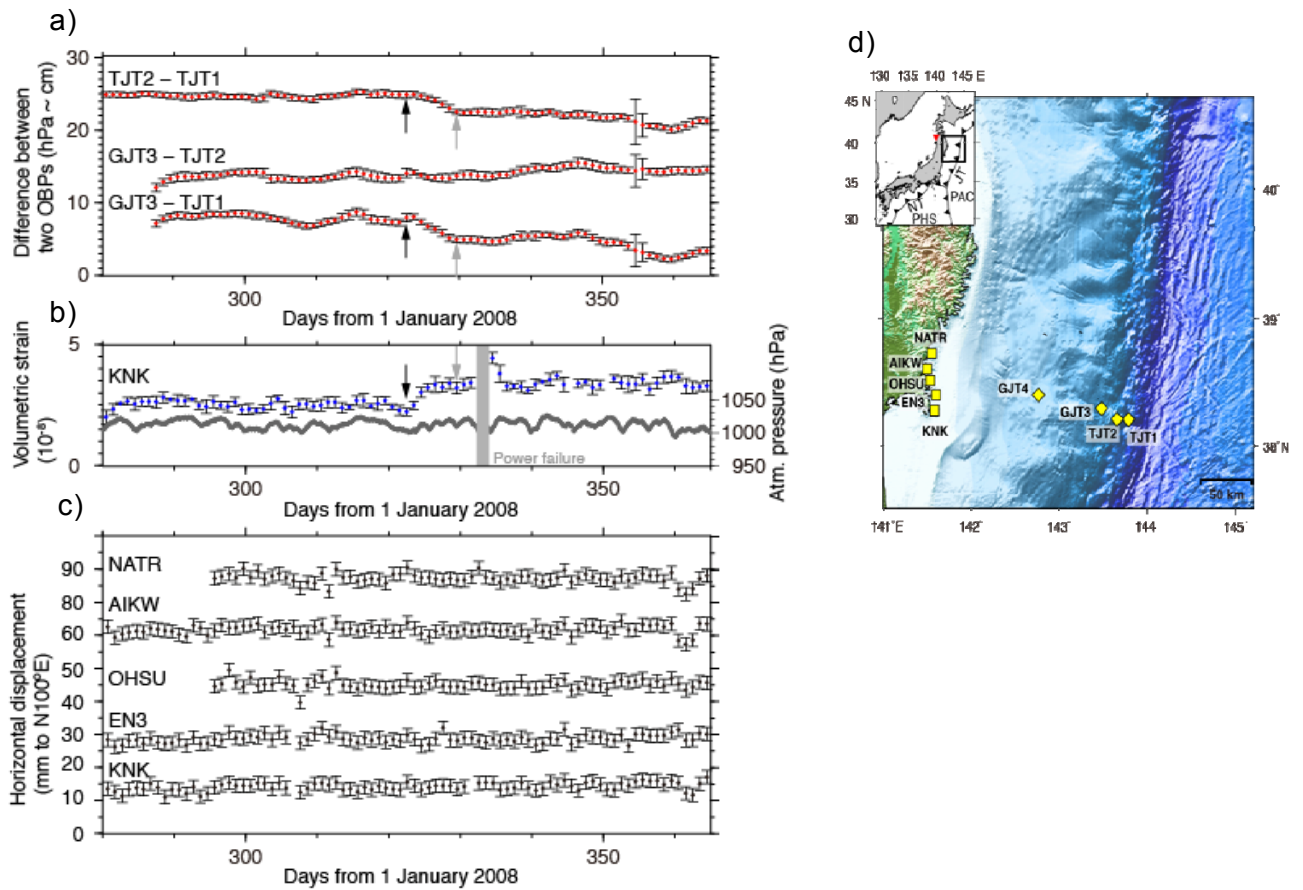 a)
30
20
10
0
Difference between
two OBPs (hPa ~ cm)
TJT2 – TJT1
GJT3 – TJT2
GJT3 – TJT1
300
350
Days from 1 January 2008
b)
5
0
Volumetric strain
(10⁻⁸)
KNK
Power failure
1050
1000
950
Atm. pressure (hPa)
300
350
Days from 1 January 2008
c)
90
80
60
50
40
30
20
10
0
Horizontal displacement
(mm to N100°E)
NATR
AIKW
OHSU
EN3
KNK
300
350
Days from 1 January 2008
d)
130 135 140 145 E
45 N
40
35
30
JT
NT
PAC
PHS
NATR
AIKW
OHSU
EN3
KNK
GJT4
GJT3
TJT2
TJT1
40°N
39°
38°N
50 km
141°E
142°
143°
144°
145°